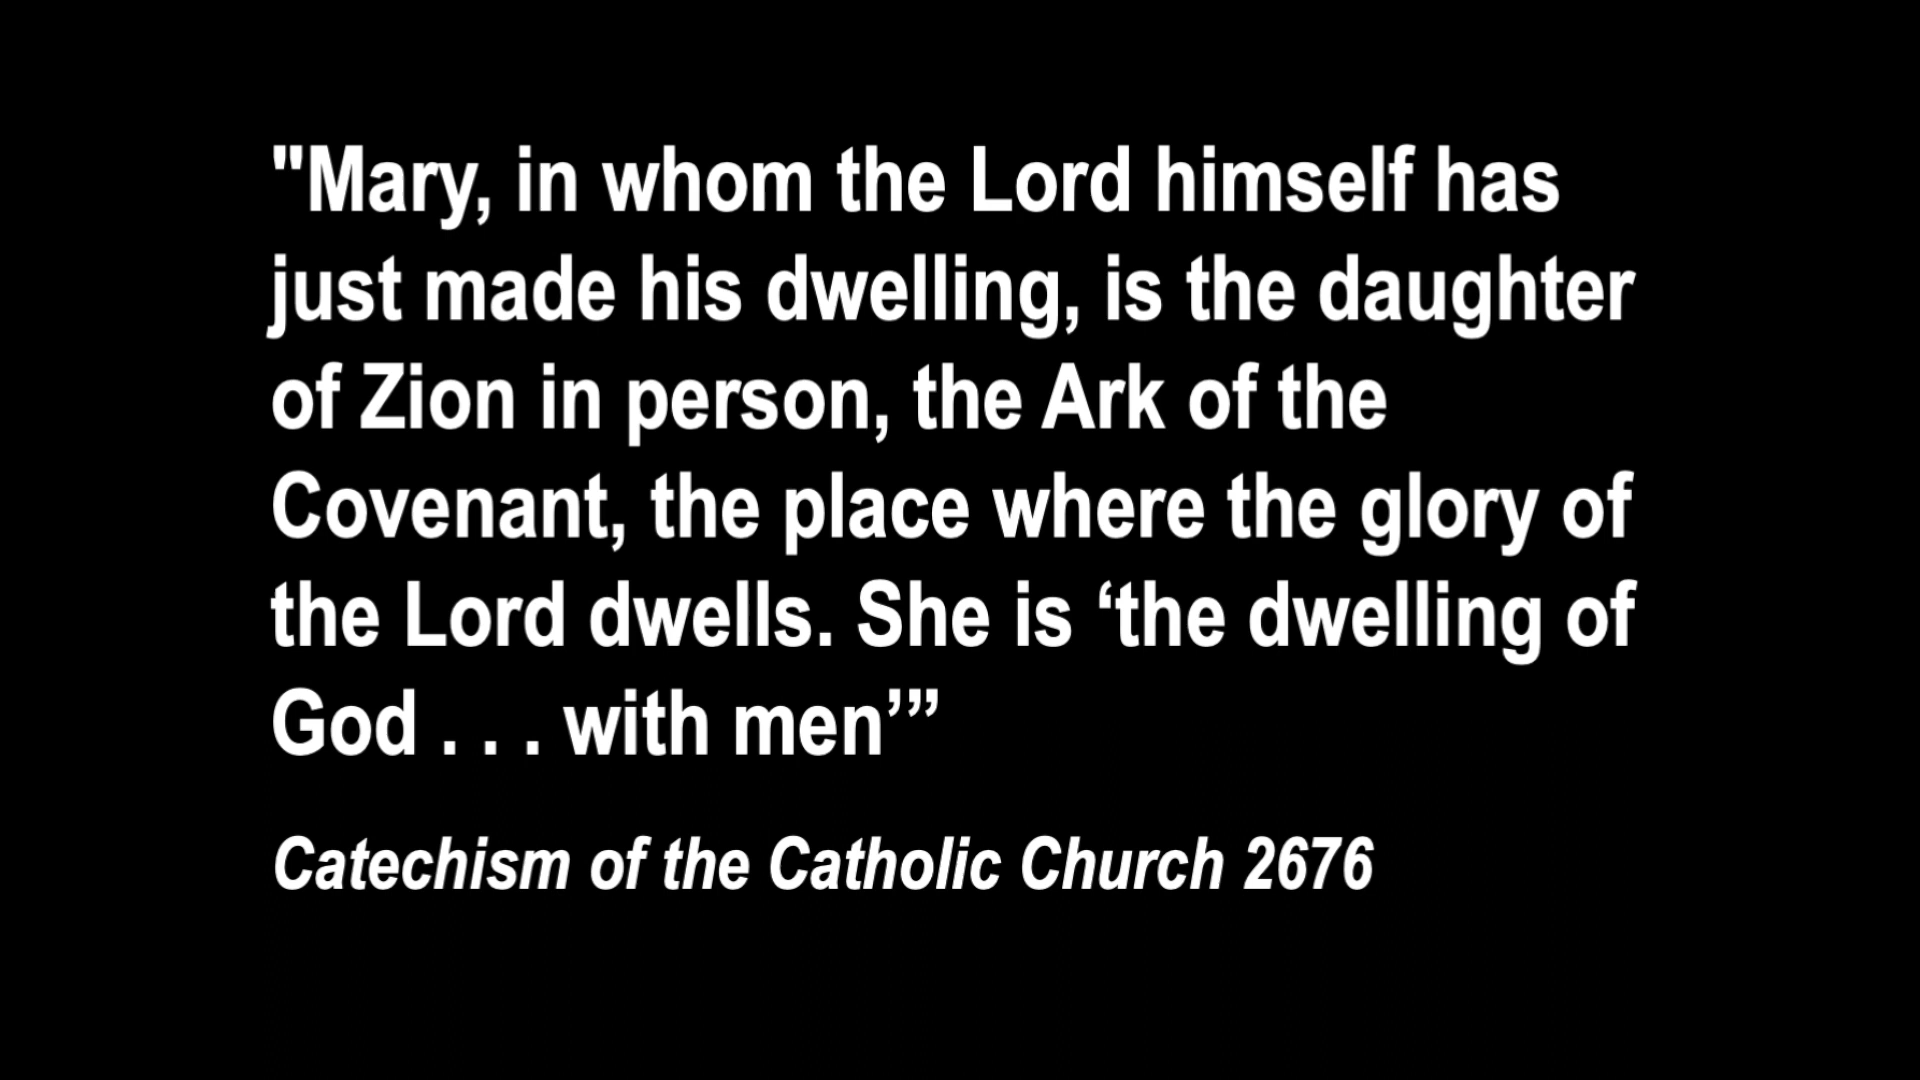 "Mary, in whom the Lord himself has
just made his dwelling, is the daughter
of Zion in person, the Ark of the
Covenant, the place where the glory of
the Lord dwells. She is ‘the dwelling of
God . . . with men’”
Catechism of the Catholic Church 2676